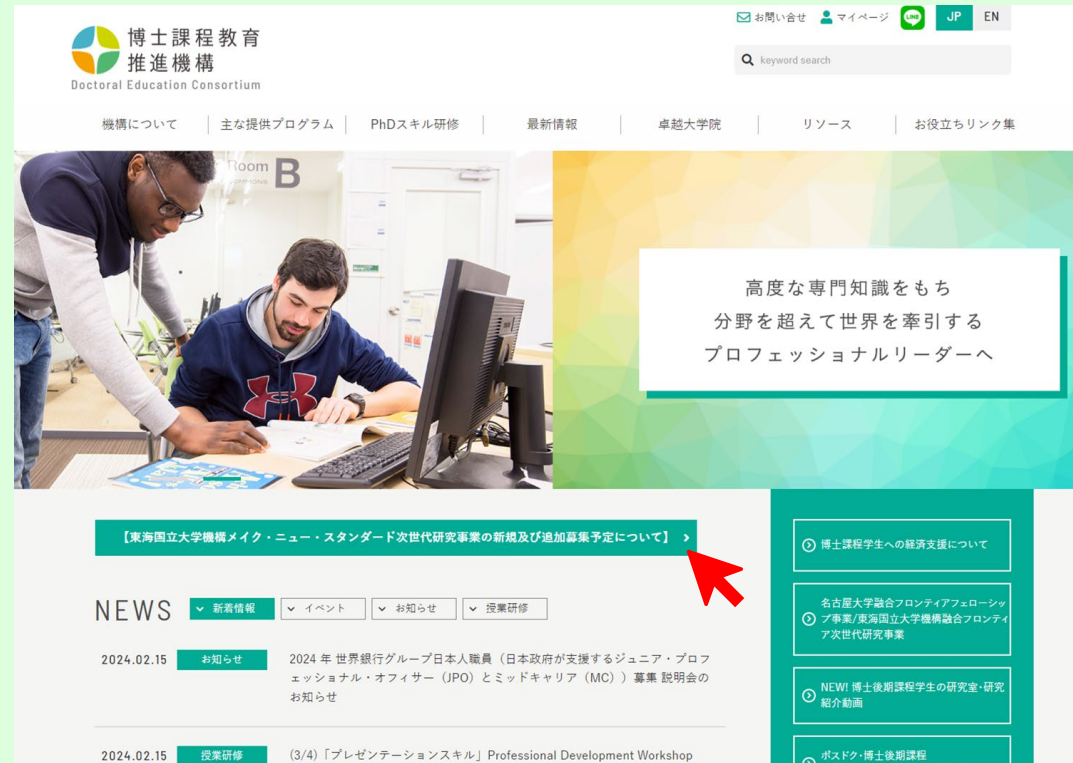 お問い合せ マイページ LINE JP EN
博士課程教育
推進機構
Doctoral Education Consortium
keyword search
機構について 主な提供プログラム PhDスキル研修 最新情報 卓越大学院 リソース お役立ちリンク集
Room B
高度な専門知識をもち
分野を超えて世界を牽引する
プロフェッショナルリーダーへ
【東海国立大学機構メイク・ニュー・スタンダード次世代研究事業の新規及び追加募集予定について】
NEWS 新着情報 イベント お知らせ 授業研修
2024.02.15 お知らせ 2024 年 世界銀行グループ日本人職員（日本政府が支援するジュニア・プロフ
ェッショナル・オフィサー（JPO）とミッドキャリア（MC））募集 説明会の
お知らせ
2024.02.15 授業研修 (3/4)「プレゼンテーションスキル」Professional Development Workshop
博士課程学生への経済支援について
名古屋大学融合フロンティアフェローシッ
プ事業/東海国立大学機構融合フロンティ
ア次世代研究事業
NEW! 博士後期課程学生の研究室・研究
紹介動画
ポスドク・博士後期課程